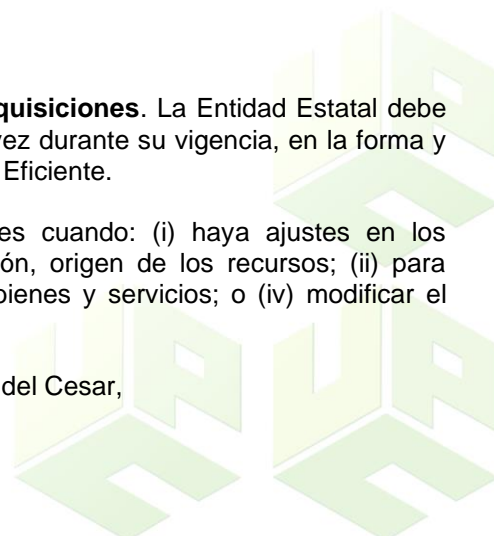 quisiciones. La Entidad Estatal debe
vez durante su vigencia, en la forma y
Eficiente.
es cuando: (i) haya ajustes en los
ón, origen de los recursos; (ii) para
bienes y servicios; o (iv) modificar el
del Cesar,